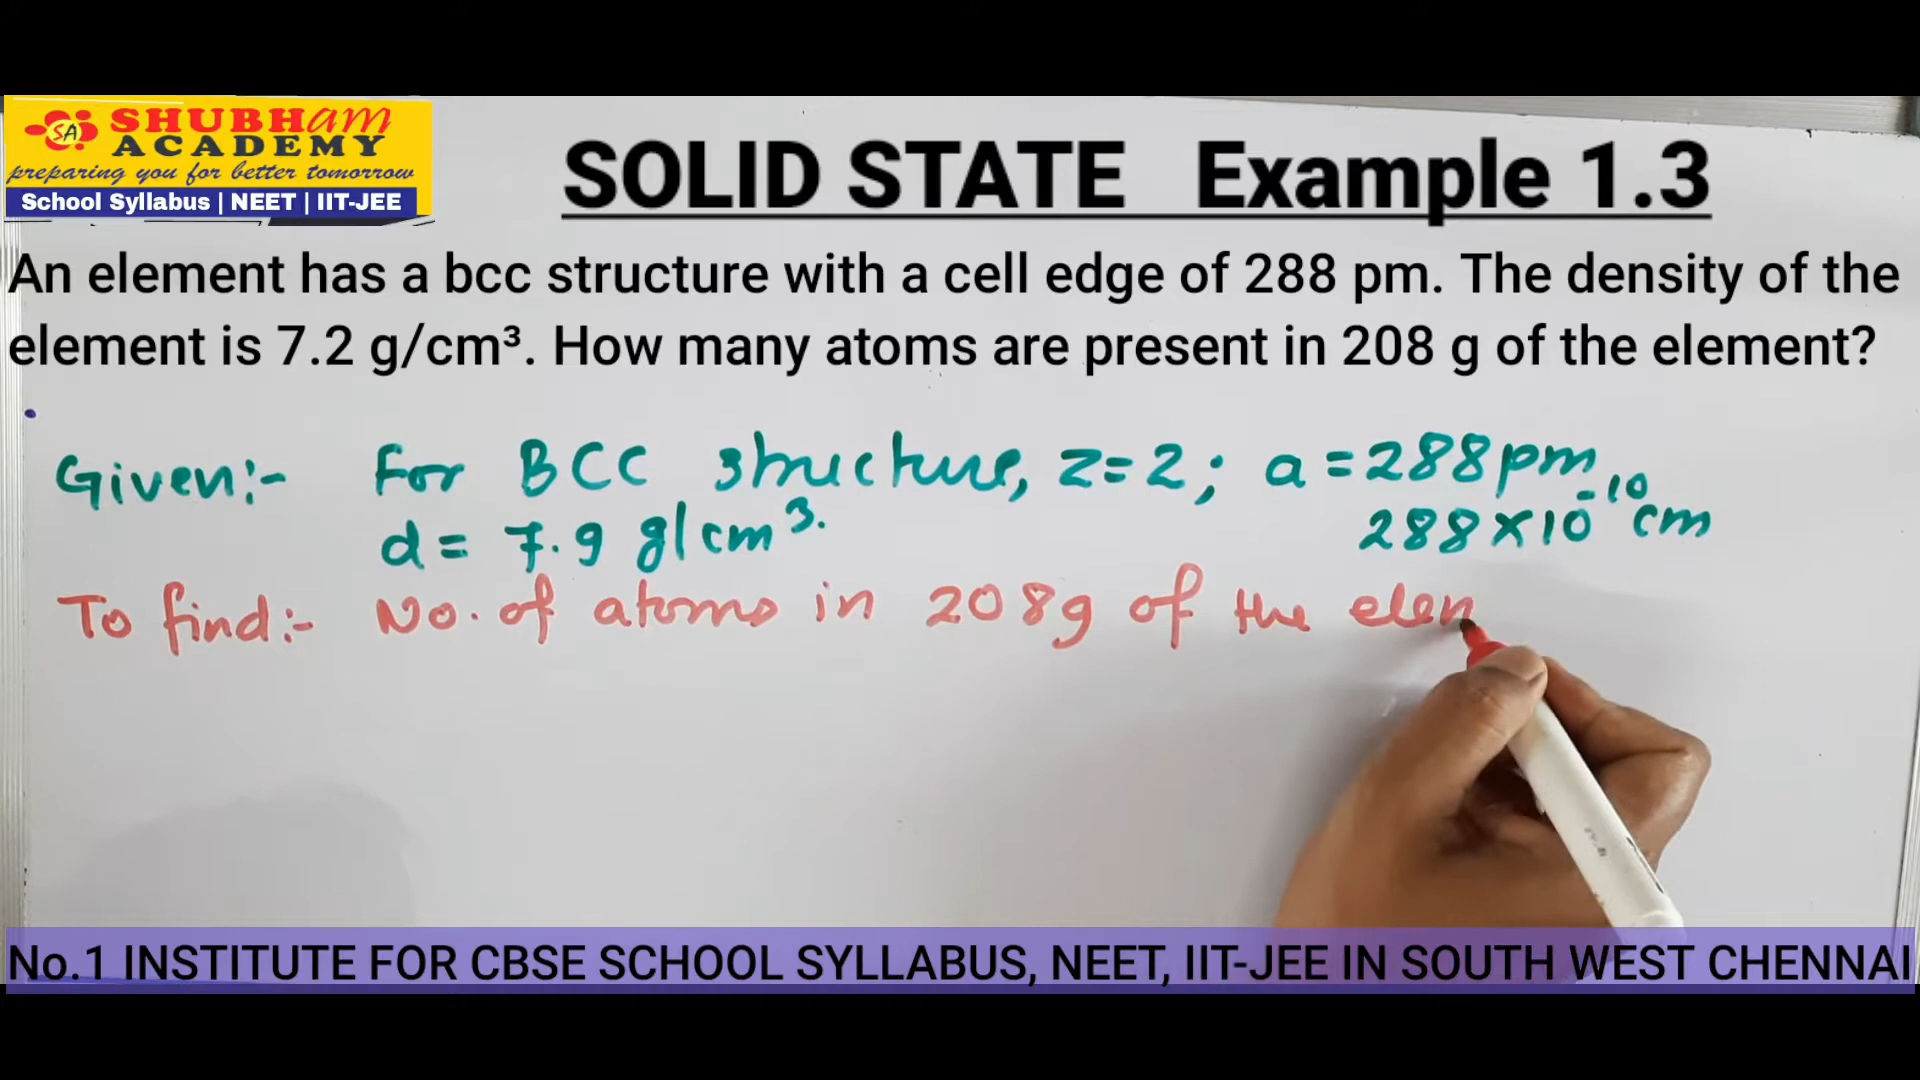 SHUBHam
SA
ACADEMY
preparing you for better tomorrow
School Syllabus | NEET | IIT-JEE
SOLID STATE Example 1.3
An element has a bcc structure with a cell edge of 288 pm. The density of the
element is 7.2 g/cm³. How many atoms are present in 208 g of the element?
Given:- For BCC structure, z=2; a=288pm
d= 7.9 g/cm³. 288×10⁻¹⁰cm
To find:- No. of atoms in 208g of the elen
No.1 INSTITUTE FOR CBSE SCHOOL SYLLABUS, NEET, IIT-JEE IN SOUTH WEST CHENNAI